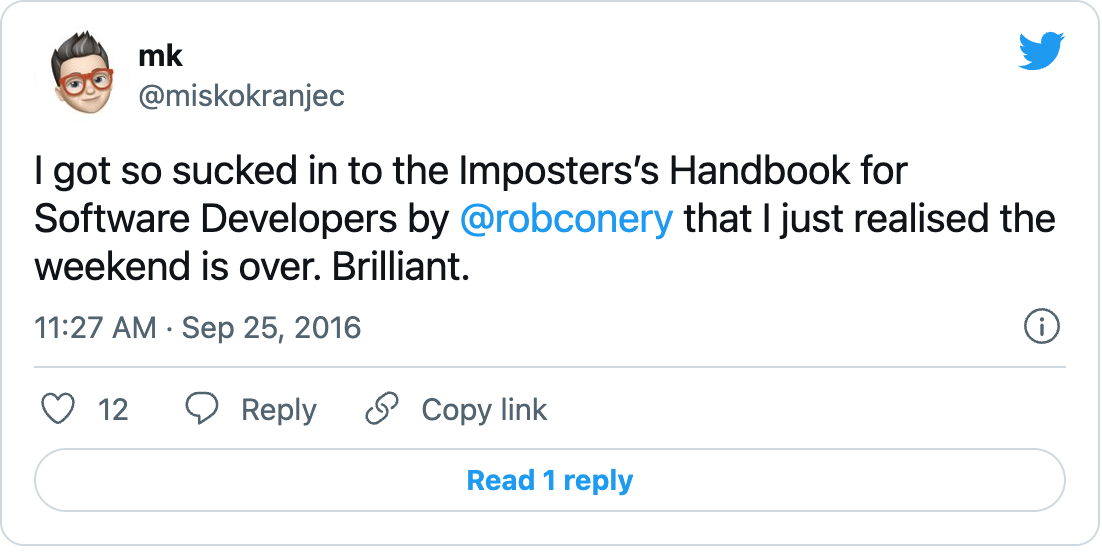 mk
@miskokranjec
I got so sucked in to the Imposters’s Handbook for
Software Developers by @robconery that I just realised the
weekend is over. Brilliant.
11:27 AM · Sep 25, 2016
12 Reply Copy link
Read 1 reply